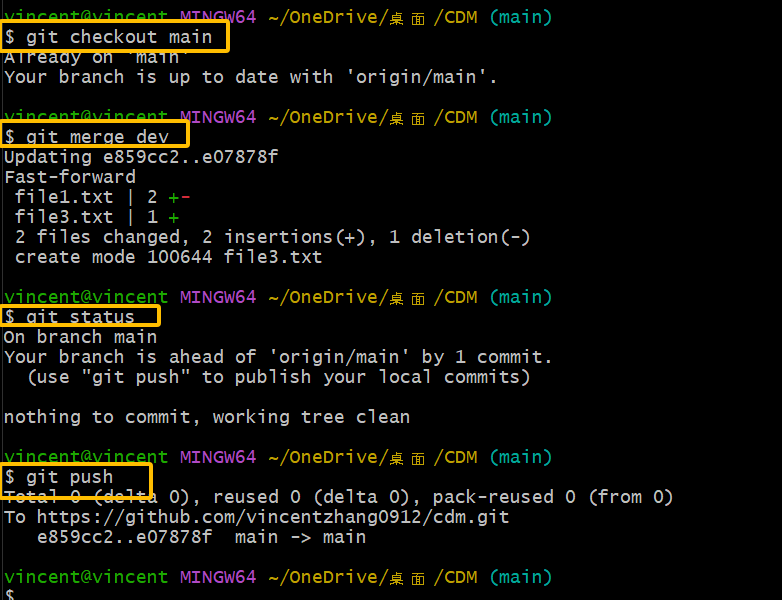 vincent@vincent MINGW64 ~/OneDrive/桌面/CDM (main)
$ git checkout main
Already on 'main'
Your branch is up to date with 'origin/main'.
vincent@vincent MINGW64 ~/OneDrive/桌面/CDM (main)
$ git merge dev
Updating e859cc2..e07878f
Fast-forward
 file1.txt | 2 +-
 file3.txt | 1 +
 2 files changed, 2 insertions(+), 1 deletion(-)
 create mode 100644 file3.txt
vincent@vincent MINGW64 ~/OneDrive/桌面/CDM (main)
$ git status
On branch main
Your branch is ahead of 'origin/main' by 1 commit.
  (use "git push" to publish your local commits)
nothing to commit, working tree clean
vincent@vincent MINGW64 ~/OneDrive/桌面/CDM (main)
$ git push
Total 0 (delta 0), reused 0 (delta 0), pack-reused 0 (from 0)
To https://github.com/vincentzhang0912/cdm.git
   e859cc2..e07878f  main -> main
vincent@vincent MINGW64 ~/OneDrive/桌面/CDM (main)
$